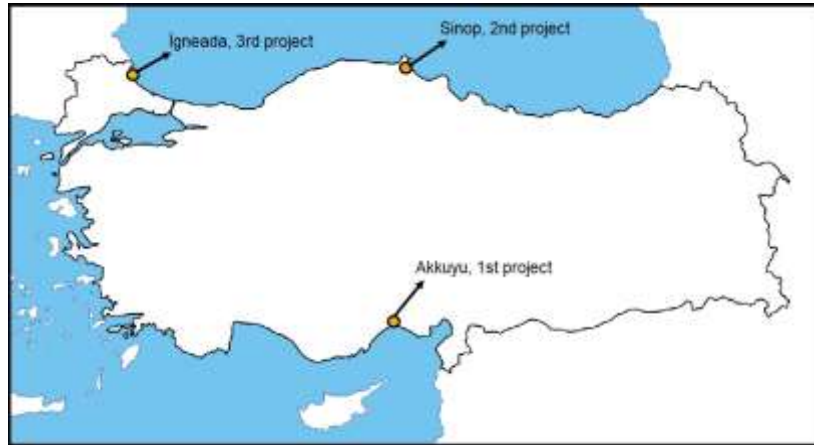 İgneada, 3rd project
Sinop, 2nd project
Akkuyu, 1st project